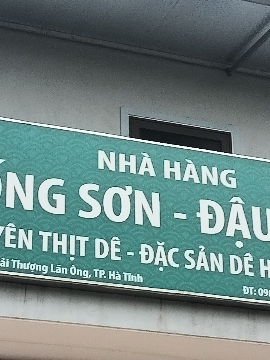 NHÀ HÀNG
ỐNG SƠN - ĐẬU
YÊN THỊT DÊ - ĐẶC SẢN DÊ H
ải Thượng Lãn Ông, TP. Hà Tĩnh
ĐT: 09